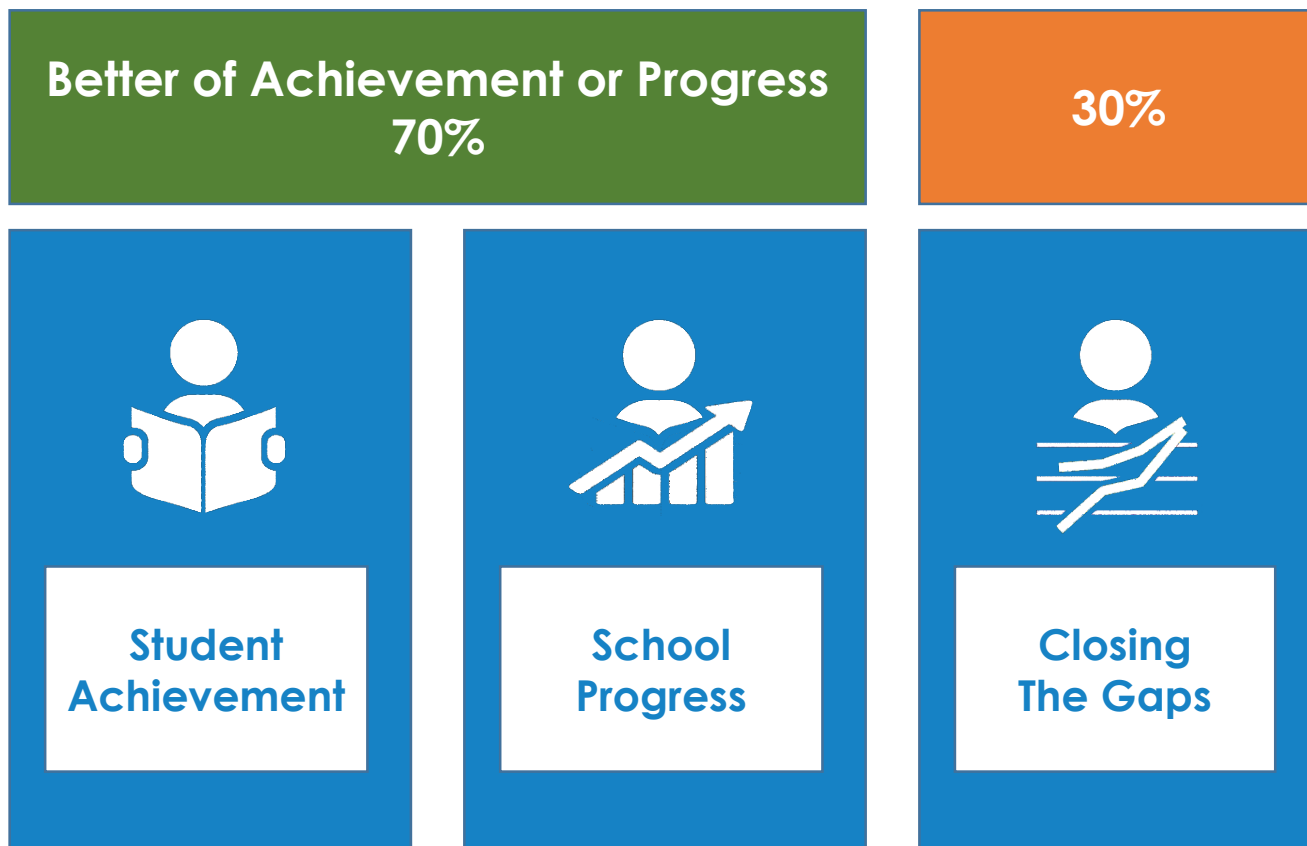 Better of Achievement or Progress
70%
30%
Student
Achievement
School
Progress
Closing
The Gaps